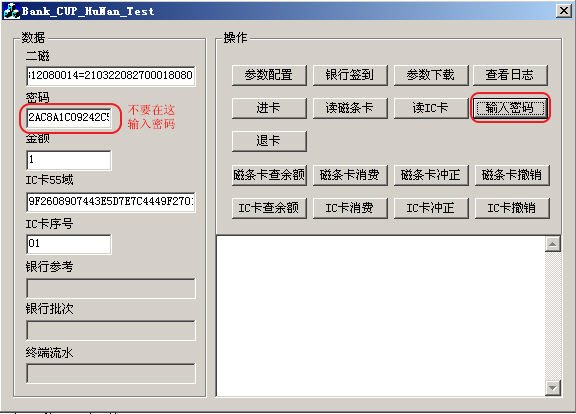 Bank_CUP_HuNan_Test
数据
二磁
12080014=210322082700018080
密码
2AC8A1C09242C5
不要在这
输入密码
金额
1
IC卡55域
9F2608907443E5D7E7C4449F2701
IC卡序号
01
银行参考
银行批次
终端流水
操作
参数配置 银行签到 参数下载 查看日志
进卡 读磁条卡 读IC卡 输入密码
退卡
磁条卡查余额 磁条卡消费 磁条卡冲正 磁条卡撤销
IC卡查余额 IC卡消费 IC卡冲正 IC卡撤销